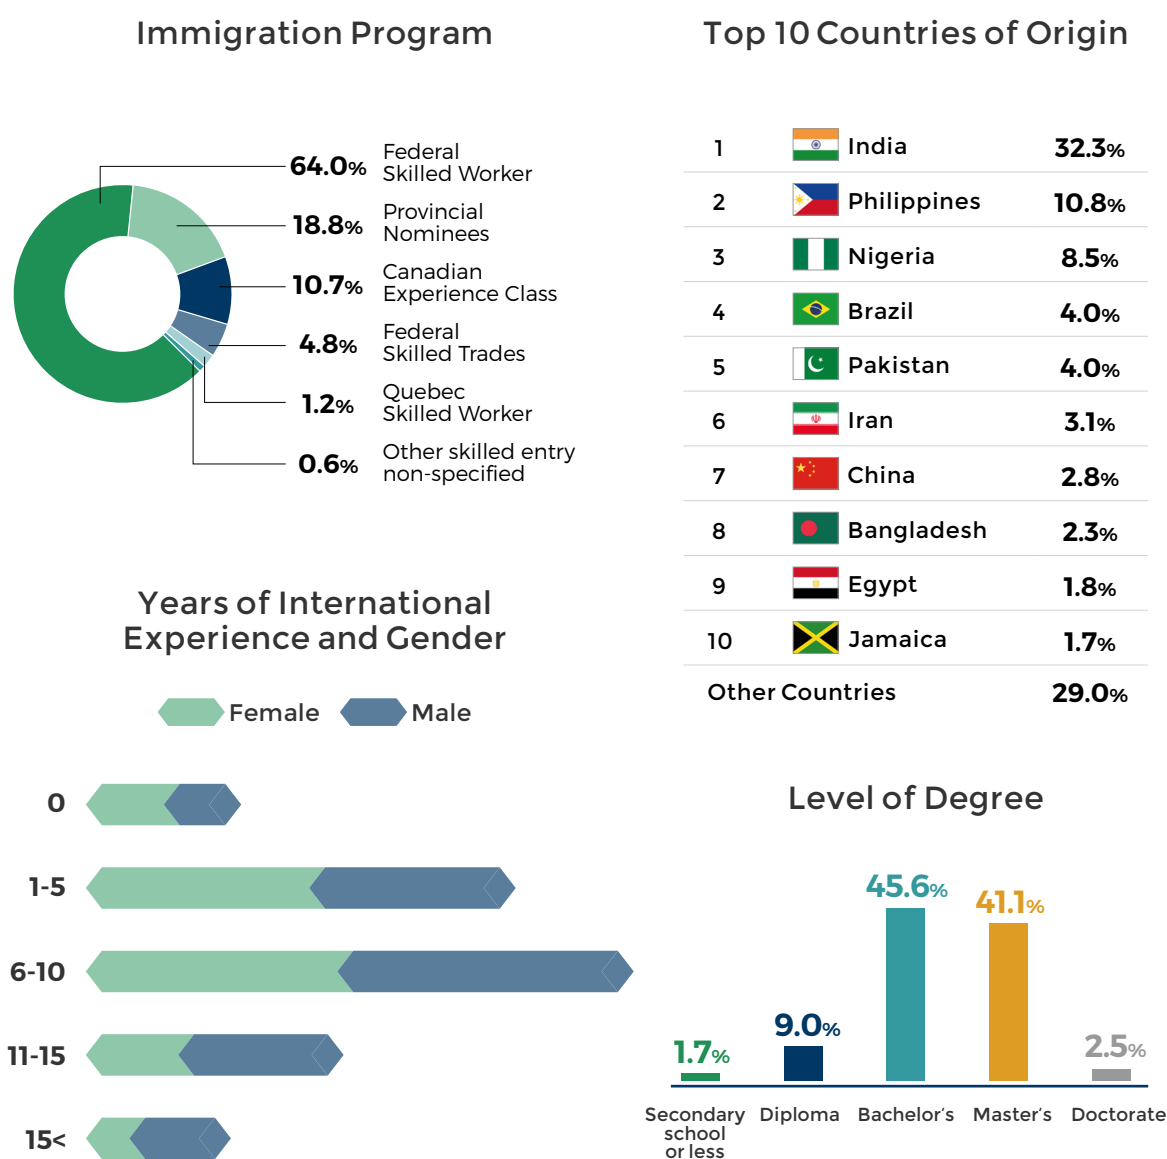 Immigration Program
64.0%
Federal
Skilled Worker
18.8%
Provincial
Nominees
10.7%
Canadian
Experience Class
4.8%
Federal
Skilled Trades
1.2%
Quebec
Skilled Worker
0.6%
Other skilled entry
non-specified
Top 10 Countries of Origin
1 India 32.3%
2 Philippines 10.8%
3 Nigeria 8.5%
4 Brazil 4.0%
5 Pakistan 4.0%
6 Iran 3.1%
7 China 2.8%
8 Bangladesh 2.3%
9 Egypt 1.8%
10 Jamaica 1.7%
Other Countries 29.0%
Years of International
Experience and Gender
Female Male
0
1-5
6-10
11-15
15<
Level of Degree
1.7%
9.0%
45.6%
41.1%
2.5%
Secondary
school
or less
Diploma
Bachelor's
Master's
Doctorate